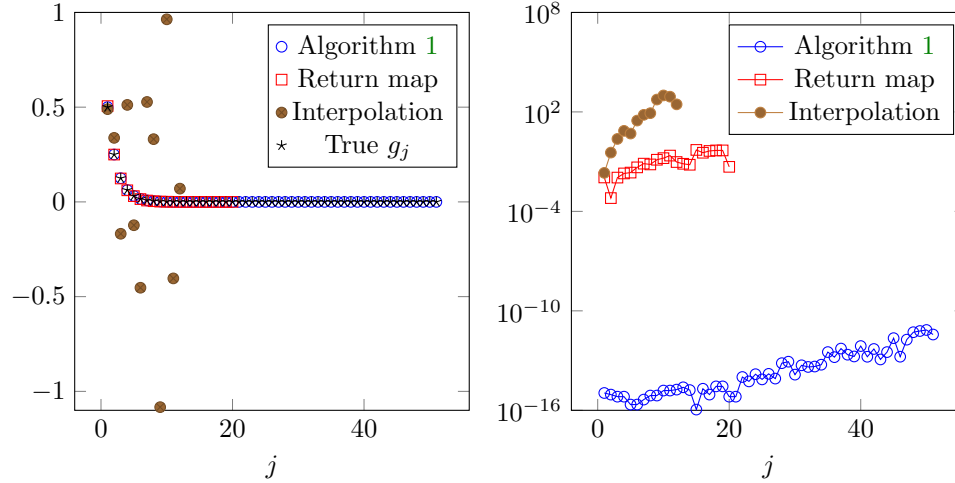 1
0.5
0
−0.5
−1
0
20
40
j
Algorithm 1
Return map
Interpolation
True g_j
10^8
10^2
10^−4
10^−10
10^−16
0
20
40
j
Algorithm 1
Return map
Interpolation